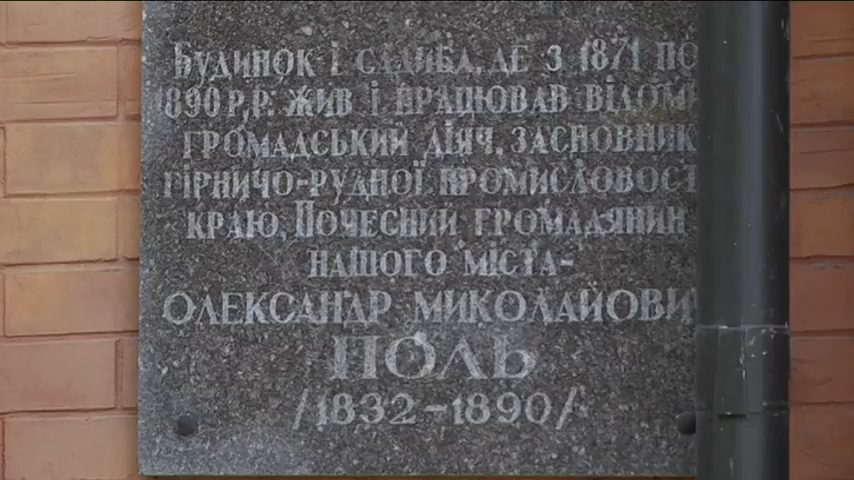 Будинок і садиба, де з 1871 по
1890 р.р. жив і працював відоми
громадський діяч, засновник
гірничо-рудної промисловост
краю, Почесний громадянин
нашого міста-
Олександр Миколайови
Поль
/1832-1890/